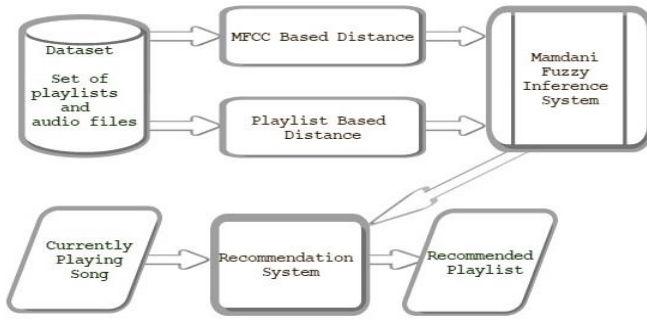 Dataset
Set of
playlists
and
audio files
MFCC Based Distance
Playlist Based
Distance
Mamdani
Fuzzy
Inference
System
Currently
Playing
Song
Recommendation
System
Recommended
Playlist